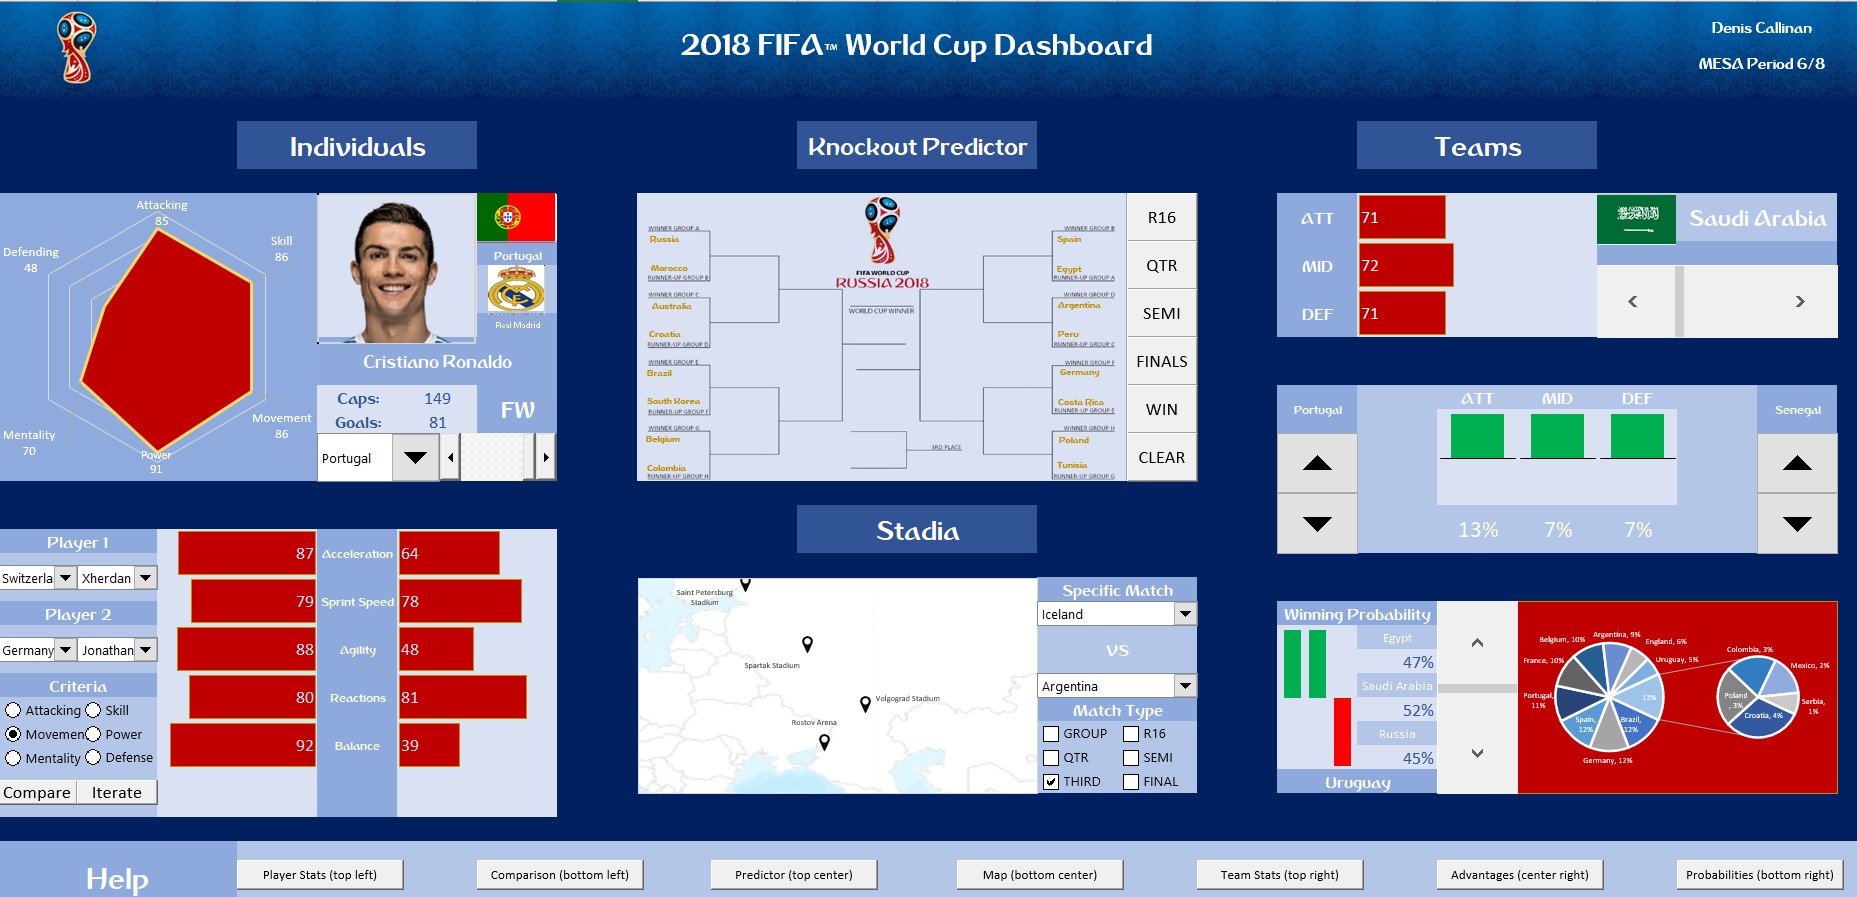 2018 FIFA™ World Cup Dashboard
Denis Callinan
MESA Period 6/8
Individuals
Attacking
85
Skill
86
Defending
48
Movement
86
Mentality
70
Power
91
Portugal
Real Madrid
Cristiano Ronaldo
Caps: 149
Goals: 81
FW
Portugal
Player 1
Switzerla Xherdan
Player 2
Germany Jonathan
Criteria
Attacking Skill
Movemen Power
Mentality Defense
Compare Iterate
87 Acceleration 64
79 Sprint Speed 78
88 Agility 48
80 Reactions 81
92 Balance 39
Knockout Predictor
WINNER GROUP A
Russia
Morocco
RUNNER-UP GROUP B
WINNER GROUP C
Australia
Croatia
RUNNER-UP GROUP D
WINNER GROUP E
Brazil
South Korea
RUNNER-UP GROUP F
WINNER GROUP G
Belgium
Colombia
RUNNER-UP GROUP H
FIFA WORLD CUP
RUSSIA 2018
WORLD CUP WINNER
3RD PLACE
WINNER GROUP B
Spain
Egypt
RUNNER-UP GROUP A
WINNER GROUP D
Argentina
Peru
RUNNER-UP GROUP C
WINNER GROUP F
Germany
Costa Rica
RUNNER-UP GROUP E
WINNER GROUP H
Poland
Tunisia
RUNNER-UP GROUP G
R16
QTR
SEMI
FINALS
WIN
CLEAR
Stadia
Saint Petersburg
Stadium
Spartak Stadium
Volgograd Stadium
Rostov Arena
Specific Match
Iceland
VS
Argentina
Match Type
GROUP R16
QTR SEMI
THIRD FINAL
Teams
ATT 71
MID 72
DEF 71
Saudi Arabia
Portugal
ATT MID DEF
13% 7% 7%
Senegal
Winning Probability
Egypt
47%
Saudi Arabia
52%
Russia
45%
Uruguay
Belgium, 10%
Argentina, 9%
England, 6%
Uruguay, 5%
13%
Brazil,
12%
Germany, 12%
Spain,
12%
Portugal,
11%
France, 10%
Colombia, 3%
Mexico, 2%
Serbia,
1%
Croatia, 4%
Poland
, 3%
Help
Player Stats (top left)
Comparison (bottom left)
Predictor (top center)
Map (bottom center)
Team Stats (top right)
Advantages (center right)
Probabilities (bottom right)